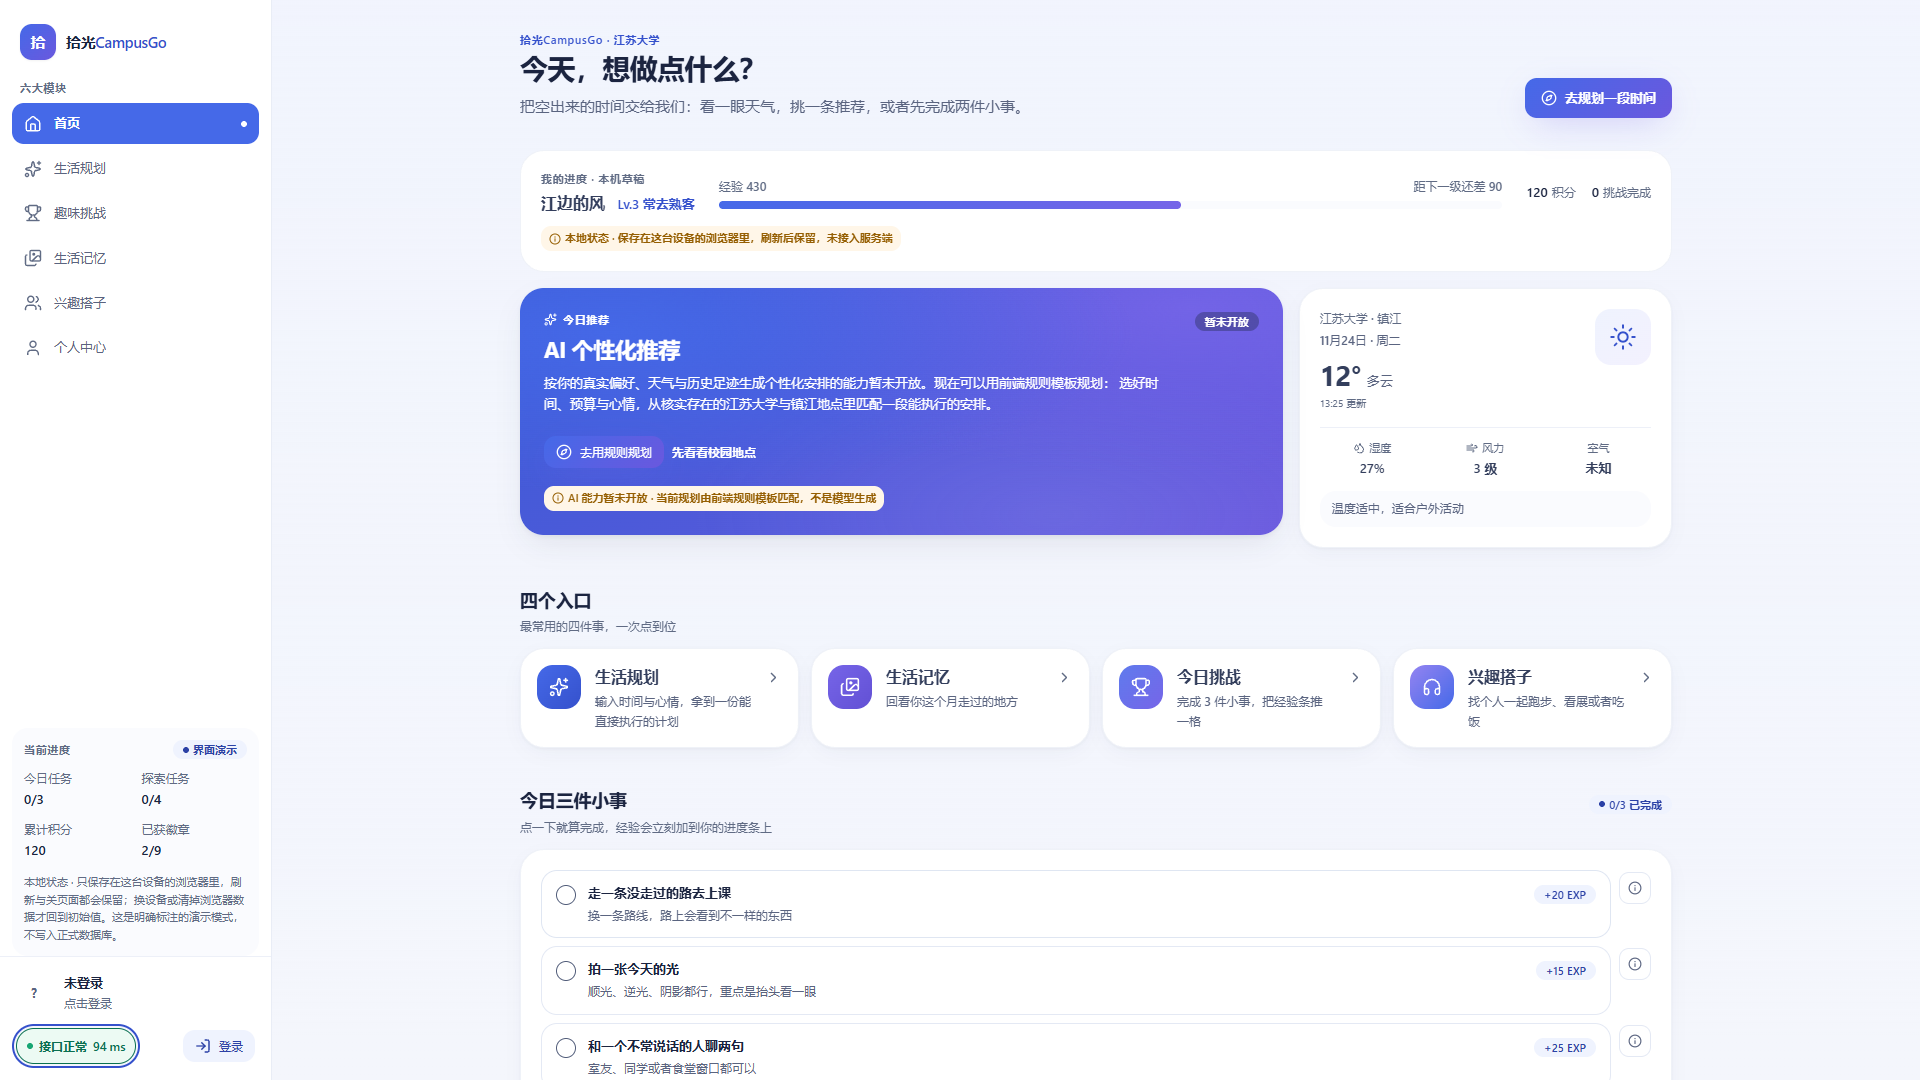 拾 拾光CampusGo
六大模块
首页
生活规划
趣味挑战
生活记忆
兴趣搭子
个人中心
当前进度
界面演示
今日任务
探索任务
0/3
0/4
累计积分
已获徽章
120
2/9
本地状态 · 只保存在这台设备的浏览器里，刷
新与关页面都会保留；换设备或清掉浏览器数
据才回到初始值。这是明确标注的演示模式，
不写入正式数据库。
?
未登录
点击登录
接口正常 94 ms
登录
拾光CampusGo · 江苏大学
今天，想做点什么？
把空出来的时间交给我们：看一眼天气，挑一条推荐，或者先完成两件小事。
去规划一段时间
我的进度 · 本机草稿
江边的风 Lv.3 常去熟客
经验 430
距下一级还差 90
120 积分
0 挑战完成
本地状态 · 保存在这台设备的浏览器里，刷新后保留，未接入服务端
今日推荐
暂未开放
AI 个性化推荐
按你的真实偏好、天气与历史足迹生成个性化安排的能力暂未开放。现在可以用前端规则模板规划： 选好时
间、预算与心情，从核实存在的江苏大学与镇江地点里匹配一段能执行的安排。
去用规则规划
先看看校园地点
AI 能力暂未开放 · 当前规划由前端规则模板匹配，不是模型生成
江苏大学 · 镇江
11月24日 · 周二
12° 多云
13:25 更新
湿度
风力
空气
27%
3 级
未知
温度适中，适合户外活动
四个入口
最常用的四件事，一次点到位
生活规划
输入时间与心情，拿到一份能
直接执行的计划
生活记忆
回看你这个月走过的地方
今日挑战
完成 3 件小事，把经验条推
一格
兴趣搭子
找个人一起跑步、看展或者吃
饭
今日三件小事
点一下就算完成，经验会立刻加到你的进度条上
0/3 已完成
走一条没走过的路去上课
换一条路线，路上会看到不一样的东西
+20 EXP
拍一张今天的光
顺光、逆光、阴影都行，重点是抬头看一眼
+15 EXP
和一个不常说话的人聊两句
室友、同学或者食堂窗口都可以
+25 EXP